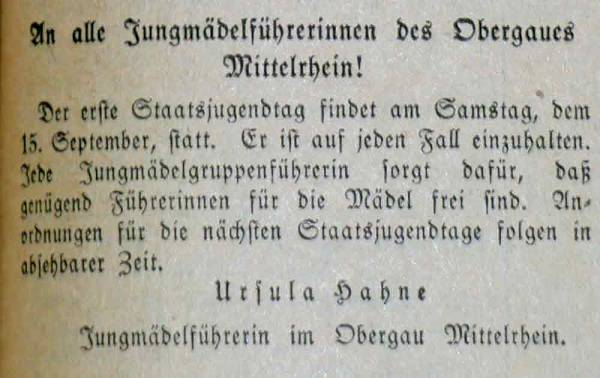 An alle Jungmädelführerinnen des Obergaues
Mittelrhein!
Der erste Staatsjugendtag findet am Samstag, dem
15. September, statt. Er ist auf jeden Fall einzuhalten.
Jede Jungmädelgruppenführerin sorgt dafür, daß
genügend Führerinnen für die Mädel frei sind. An-
ordnungen für die nächsten Staatsjugendtage folgen in
absehbarer Zeit.
Ursula Hahne
Jungmädelführerin im Obergau Mittelrhein.